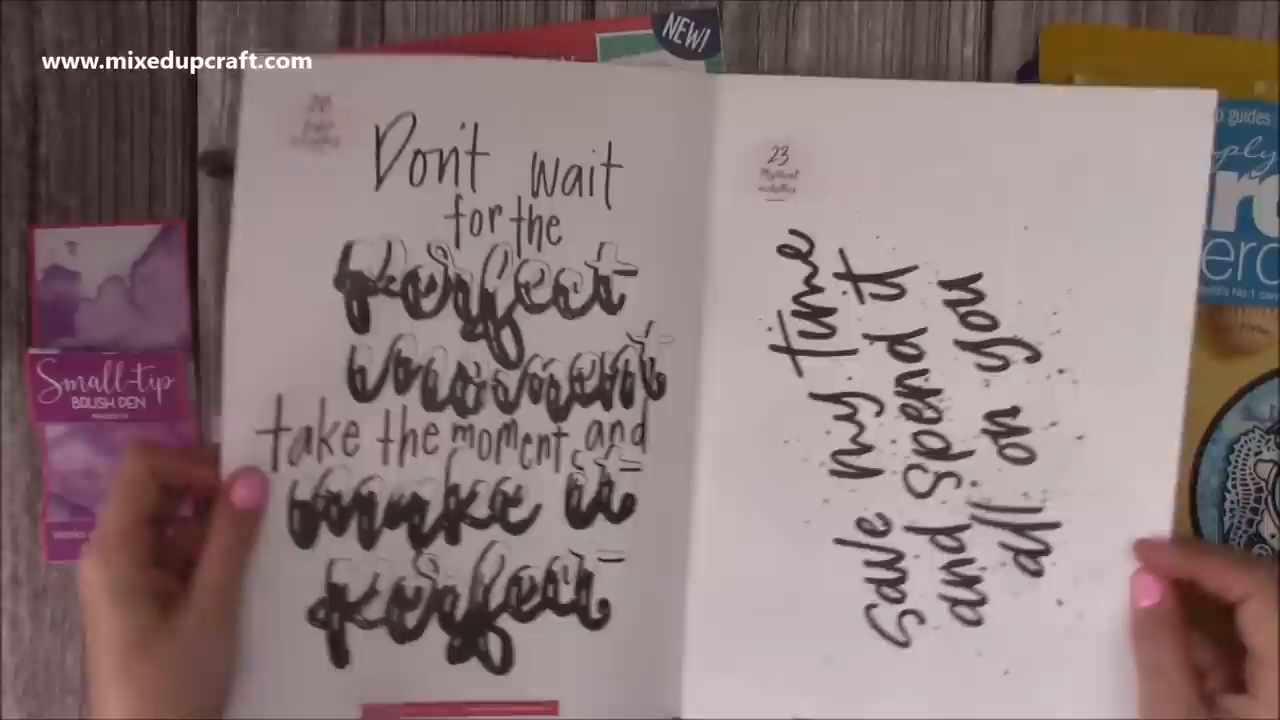 www.mixedupcraft.com
NEW!
Don't wait
for the
perfect
moment
take the moment and
make it
perfect
23
Save my time
and spend it
all on you
Small-tip
BRUSH PEN
guides